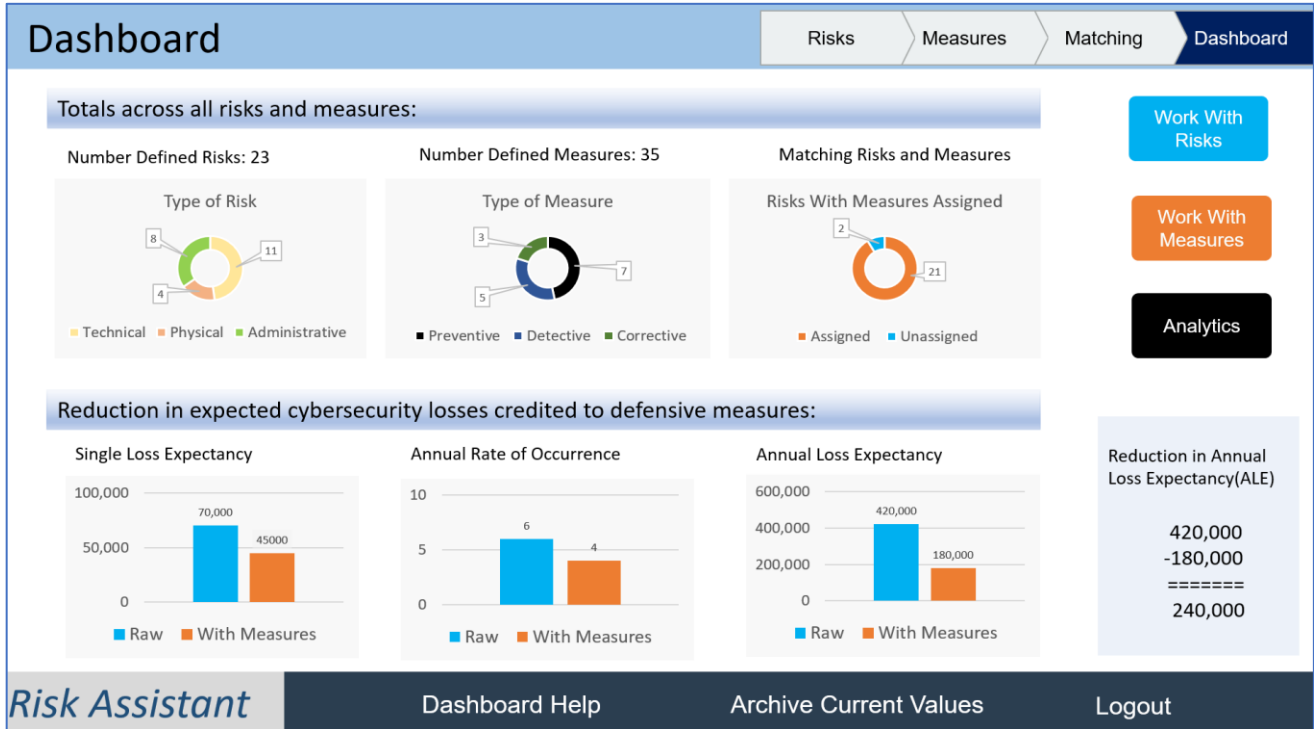 Dashboard
Risks
Measures
Matching
Dashboard
Totals across all risks and measures:
Work With
Risks
Number Defined Risks: 23
Number Defined Measures: 35
Matching Risks and Measures
Type of Risk
8
11
4
Technical
Physical
Administrative
Type of Measure
3
7
5
Preventive
Detective
Corrective
Risks With Measures Assigned
2
21
Assigned
Unassigned
Work With
Measures
Analytics
Reduction in expected cybersecurity losses credited to defensive measures:
Single Loss Expectancy
100,000
50,000
0
70,000
45000
Raw
With Measures
Annual Rate of Occurrence
10
5
0
6
4
Raw
With Measures
Annual Loss Expectancy
600,000
400,000
200,000
0
420,000
180,000
Raw
With Measures
Reduction in Annual
Loss Expectancy(ALE)
420,000
-180,000
=======
240,000
Risk Assistant
Dashboard Help
Archive Current Values
Logout